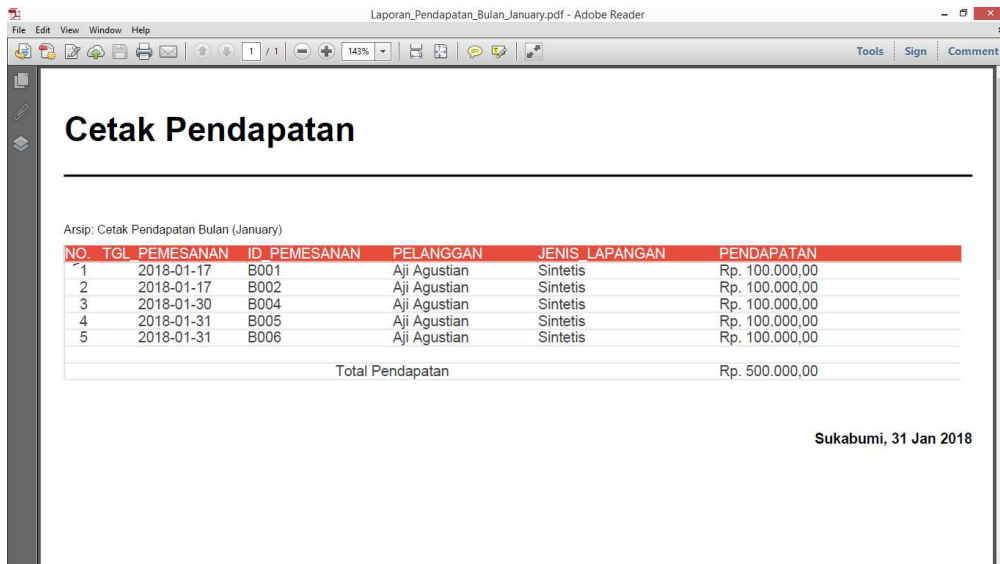 Laporan_Pendapatan_Bulan_January.pdf - Adobe Reader
File Edit View Window Help
1 / 1 143% Tools Sign Comment
Cetak Pendapatan
Arsip: Cetak Pendapatan Bulan (January)
NO. TGL_PEMESANAN ID_PEMESANAN PELANGGAN JENIS_LAPANGAN PENDAPATAN
1 2018-01-17 B001 Aji Agustian Sintetis Rp. 100.000,00
2 2018-01-17 B002 Aji Agustian Sintetis Rp. 100.000,00
3 2018-01-30 B004 Aji Agustian Sintetis Rp. 100.000,00
4 2018-01-31 B005 Aji Agustian Sintetis Rp. 100.000,00
5 2018-01-31 B006 Aji Agustian Sintetis Rp. 100.000,00
Total Pendapatan Rp. 500.000,00
Sukabumi, 31 Jan 2018